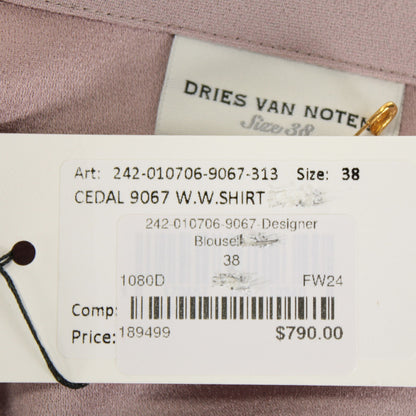 DRIES VAN NOTEN
Size 38
Art: 242-010706-9067-313 Size: 38
CEDAL 9067 W.W.SHIRT
242-010706-9067-Designer
Blouse
38
1080D FW24
Comp:
Price: 189499 $790.00